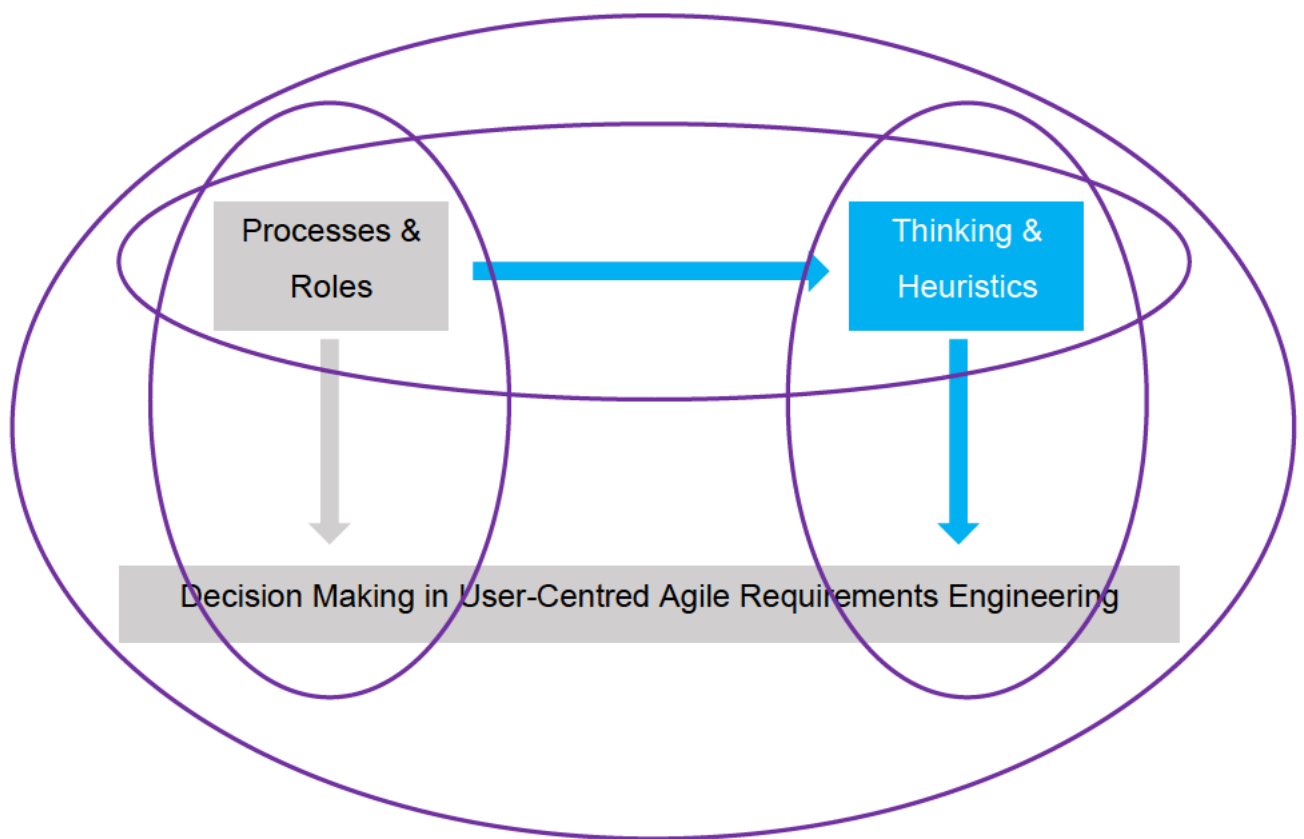 Processes &
Roles
Thinking &
Heuristics
Decision Making in User-Centred Agile Requirements Engineering